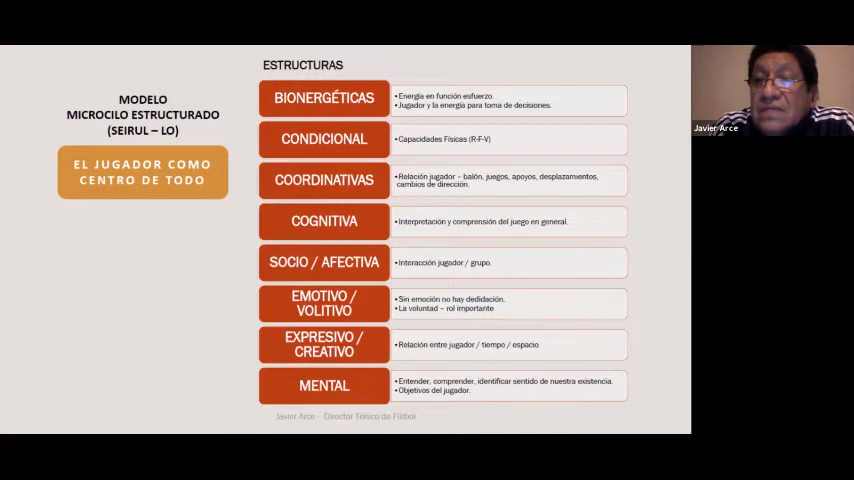 ESTRUCTURAS
MODELO
MICROCILO ESTRUCTURADO
(SEIRUL – LO)
EL JUGADOR COMO
CENTRO DE TODO
BIONERGÉTICAS
•Energía en función esfuerzo.
•Jugador y la energía para toma de decisiones.
CONDICIONAL
•Capacidades Físicas (R-F-V)
COORDINATIVAS
•Relación jugador – balón, juegos, apoyos, desplazamientos,
cambios de dirección.
COGNITIVA
•Interpretación y comprensión del juego en general.
SOCIO / AFECTIVA
•Interacción jugador / grupo.
EMOTIVO /
VOLITIVO
•Sin emoción no hay dedidación.
•La voluntad – rol importante
EXPRESIVO /
CREATIVO
•Relación entre jugador / tiempo / espacio
MENTAL
•Entender, comprender, identificar sentido de nuestra existencia.
•Objetivos del jugador.
Javier Arce – Director Ténico de Fútbol
Javier Arce